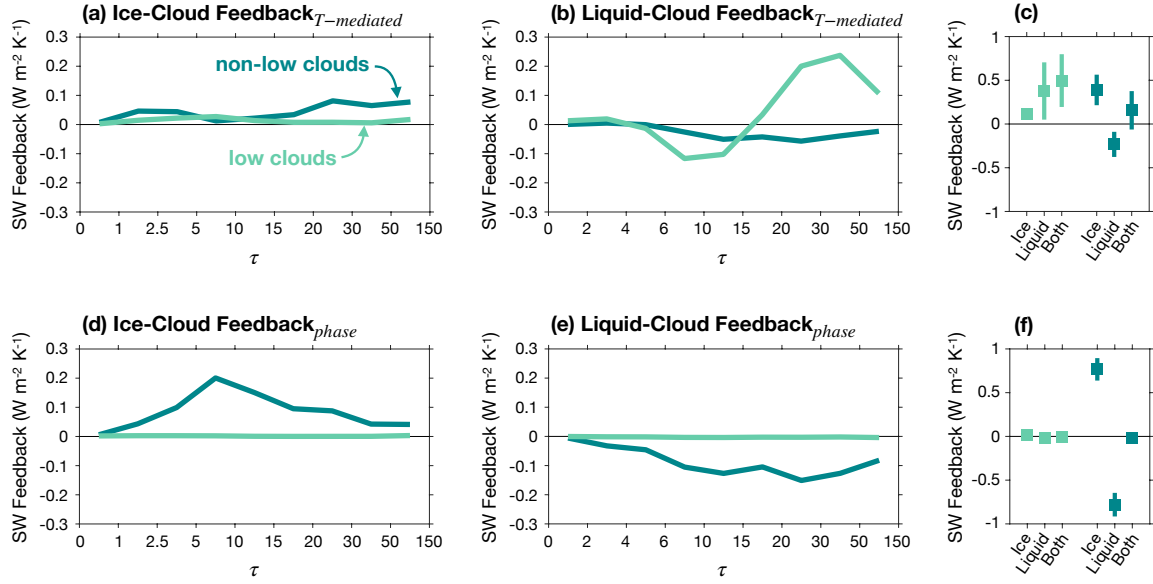 (a) Ice-Cloud Feedback T−mediated
SW Feedback (W m⁻² K⁻¹)
0.3
0.2
0.1
0
-0.1
-0.2
-0.3
non-low clouds
low clouds
0 1 2.5 5 10 15 20 30 50 150
τ
(b) Liquid-Cloud Feedback T−mediated
SW Feedback (W m⁻² K⁻¹)
0.3
0.2
0.1
0
-0.1
-0.2
-0.3
0 2 3 4 6 10 15 20 30 50 150
τ
(c)
SW Feedback (W m⁻² K⁻¹)
1
0.5
0
-0.5
-1
Ice Liquid Both Ice Liquid Both
(d) Ice-Cloud Feedback phase
SW Feedback (W m⁻² K⁻¹)
0.3
0.2
0.1
0
-0.1
-0.2
-0.3
0 1 2.5 5 10 15 20 30 50 150
τ
(e) Liquid-Cloud Feedback phase
SW Feedback (W m⁻² K⁻¹)
0.3
0.2
0.1
0
-0.1
-0.2
-0.3
0 2 3 4 6 10 15 20 30 50 150
τ
(f)
SW Feedback (W m⁻² K⁻¹)
1
0.5
0
-0.5
-1
Ice Liquid Both Ice Liquid Both